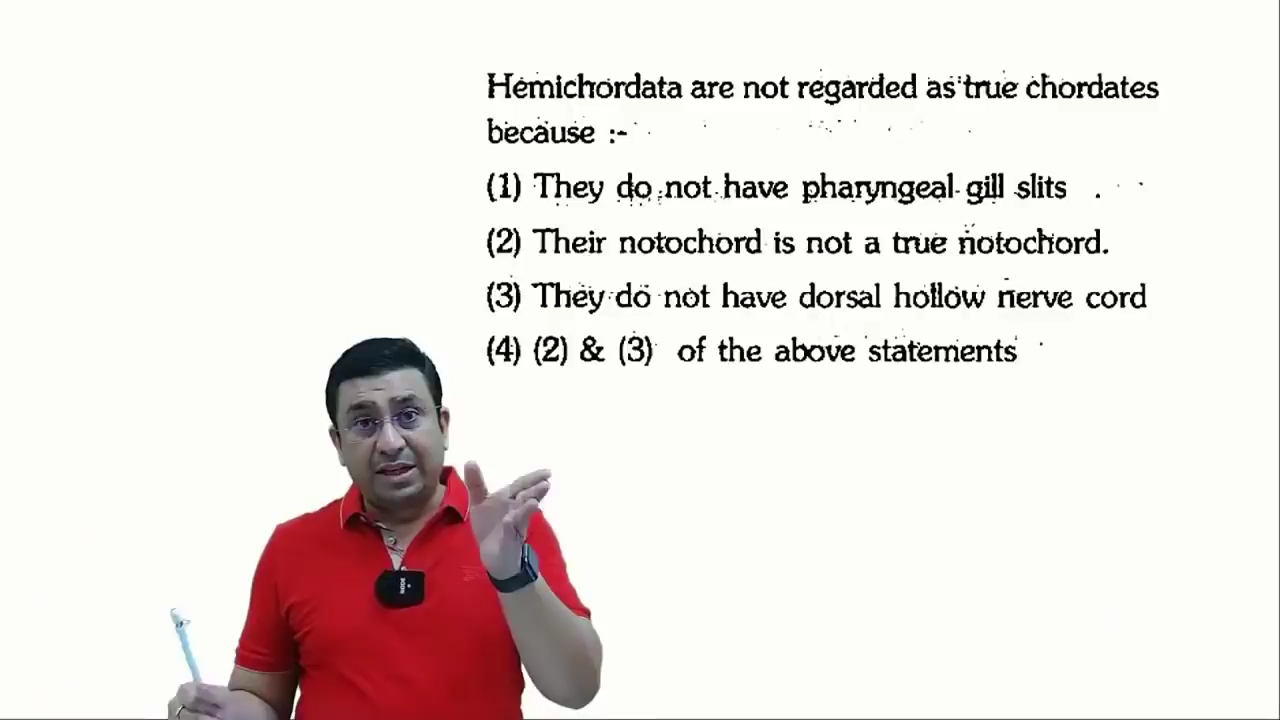 Hemichordata are not regarded as true chordates
because :-
(1) They do not have pharyngeal gill slits
(2) Their notochord is not a true notochord.
(3) They do not have dorsal hollow nerve cord
(4) (2) & (3) of the above statements